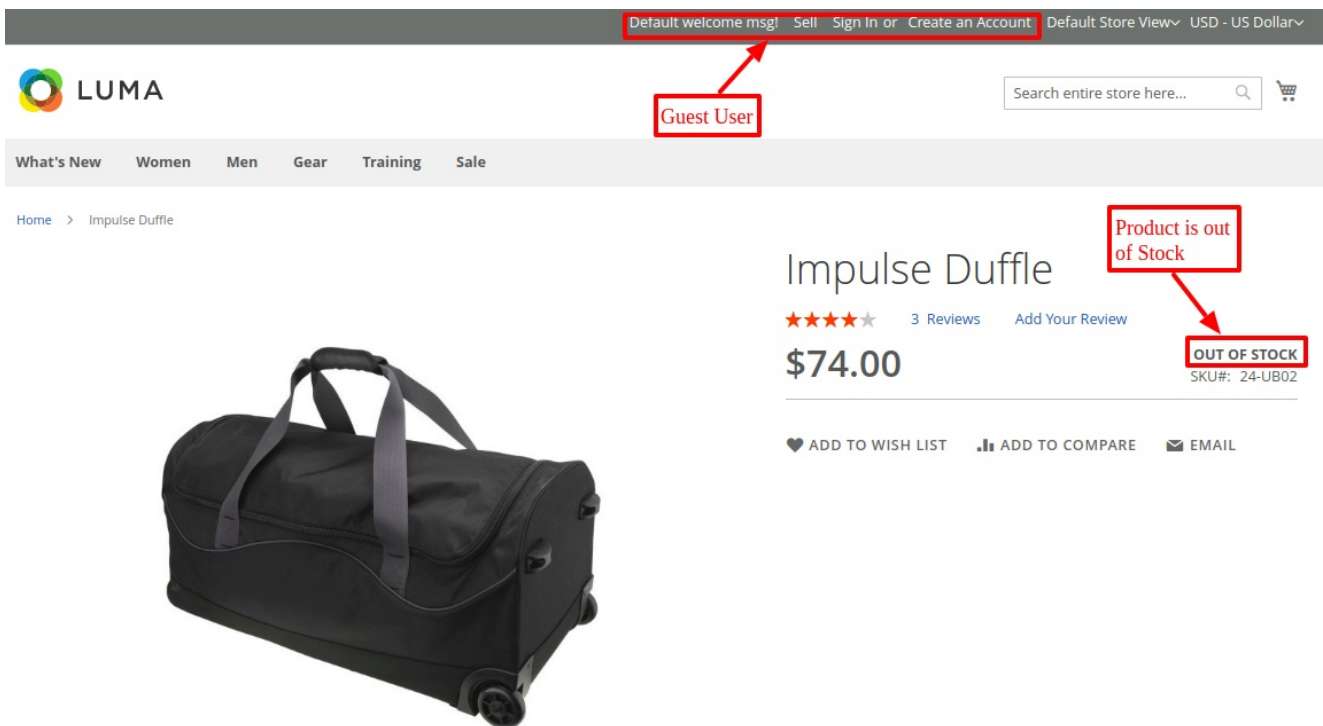 Default welcome msg! Sell Sign In or Create an Account Default Store View USD - US Dollar
LUMA
Search entire store here...
Guest User
What's New Women Men Gear Training Sale
Home > Impulse Duffle
Product is out
of Stock
Impulse Duffle
3 Reviews Add Your Review
$74.00
OUT OF STOCK
SKU#: 24-UB02
ADD TO WISH LIST ADD TO COMPARE EMAIL